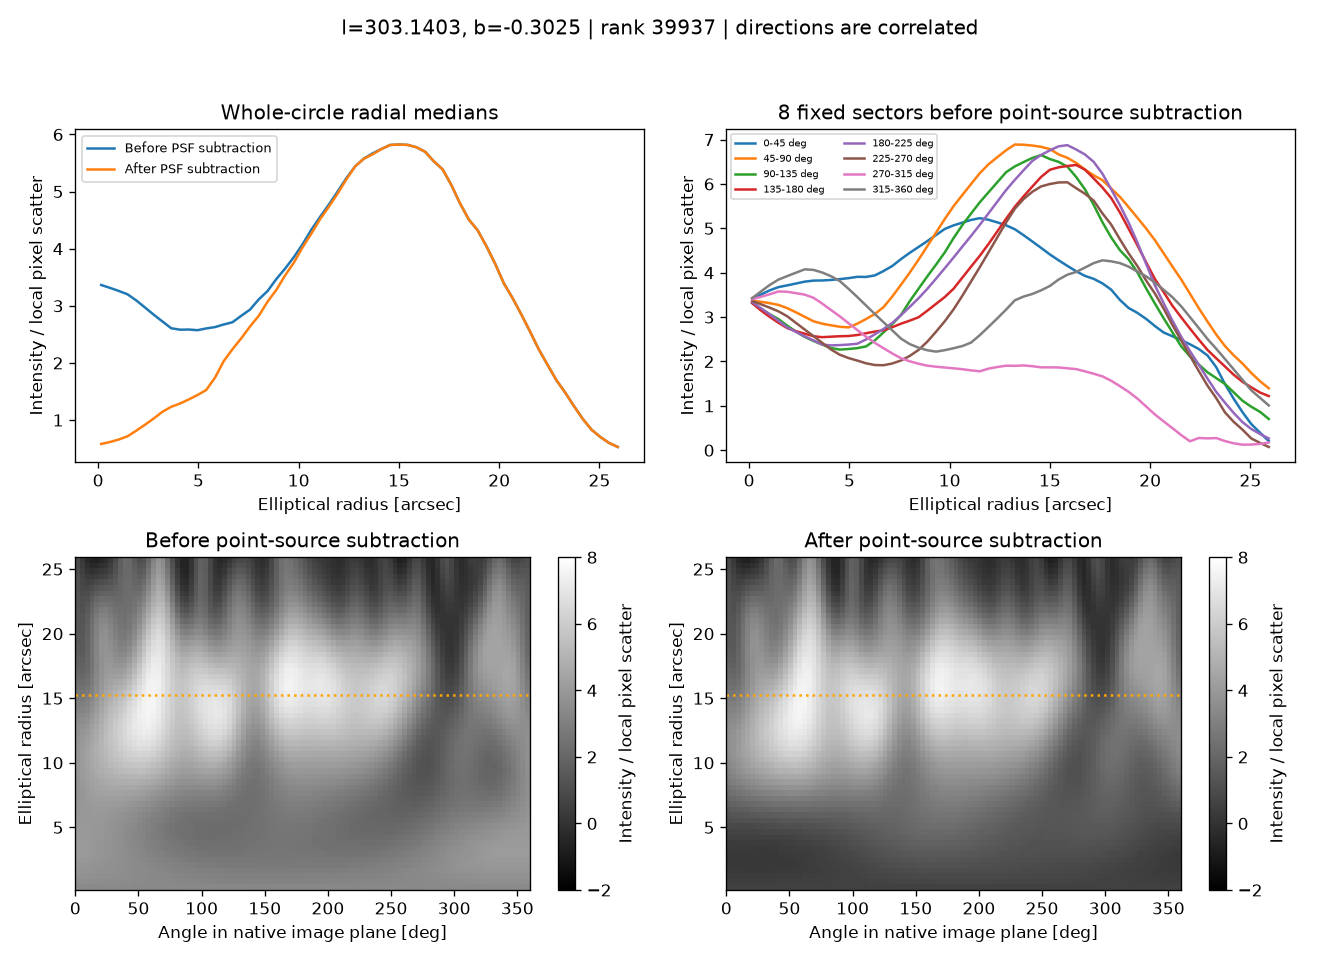 l=303.1403, b=-0.3025 | rank 39937 | directions are correlated
Whole-circle radial medians
Intensity / local pixel scatter
6
5
4
3
2
1
Before PSF subtraction
After PSF subtraction
0 5 10 15 20 25
Elliptical radius [arcsec]
8 fixed sectors before point-source subtraction
Intensity / local pixel scatter
7
6
5
4
3
2
1
0
0-45 deg
45-90 deg
90-135 deg
135-180 deg
180-225 deg
225-270 deg
270-315 deg
315-360 deg
0 5 10 15 20 25
Elliptical radius [arcsec]
Before point-source subtraction
Elliptical radius [arcsec]
25
20
15
10
5
0 50 100 150 200 250 300 350
Angle in native image plane [deg]
8
6
4
2
0
−2
Intensity / local pixel scatter
After point-source subtraction
Elliptical radius [arcsec]
25
20
15
10
5
0 50 100 150 200 250 300 350
Angle in native image plane [deg]
8
6
4
2
0
−2
Intensity / local pixel scatter